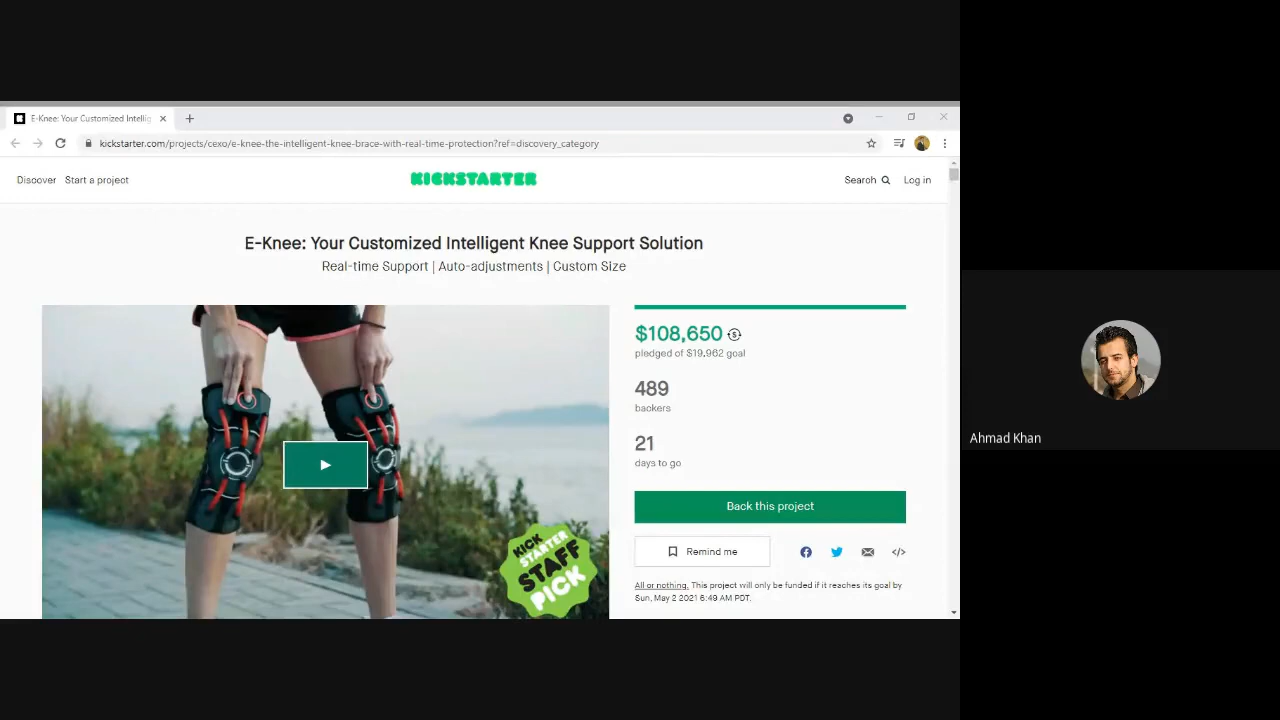 E-Knee: Your Customized Intellig
kickstarter.com/projects/oiro/e-knee-the-intelligent-knee-brace-with-real-time-protection?ref=discovery_category
Discover Start a project KICKSTARTER Search Log in
E-Knee: Your Customized Intelligent Knee Support Solution
Real-time Support | Auto-adjustments | Custom Size
$108,650
pledged of $19,962 goal
489
backers
21
days to go
Back this project
Remind me
All or nothing. This project will only be funded if it reaches its goal by
Sun, May 2 2021 6:49 AM PDT.
KICK
STARTER
STAFF
PICK
Ahmad Khan